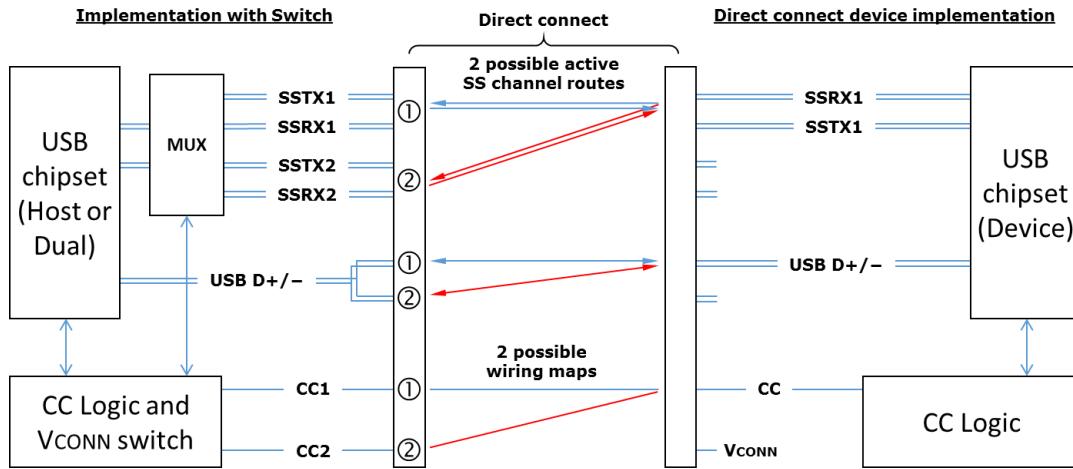 Implementation with Switch
Direct connect
Direct connect device implementation
2 possible active
SS channel routes
USB
chipset
(Host or
Dual)
MUX
SSTX1
SSRX1
SSTX2
SSRX2
①
②
SSRX1
SSTX1
USB
chipset
(Device)
USB D+/−
①
②
USB D+/−
2 possible
wiring maps
CC Logic and
VCONN switch
CC1
CC2
①
②
CC
VCONN
CC Logic